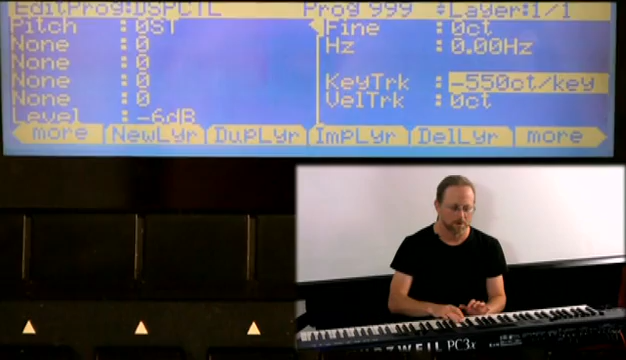 EditProg:DSPCTL Prog 999 Layer:1/1
Pitch : 0ST Fine : 0ct
None : 0 Hz : 0.00Hz
None : 0
None : 0 KeyTrk : -550ct/key
None : 0 VelTrk : 0ct
Level : -6dB
more NewLyr DupLyr ImpLyr DelLyr more
KURZWEIL PC3x